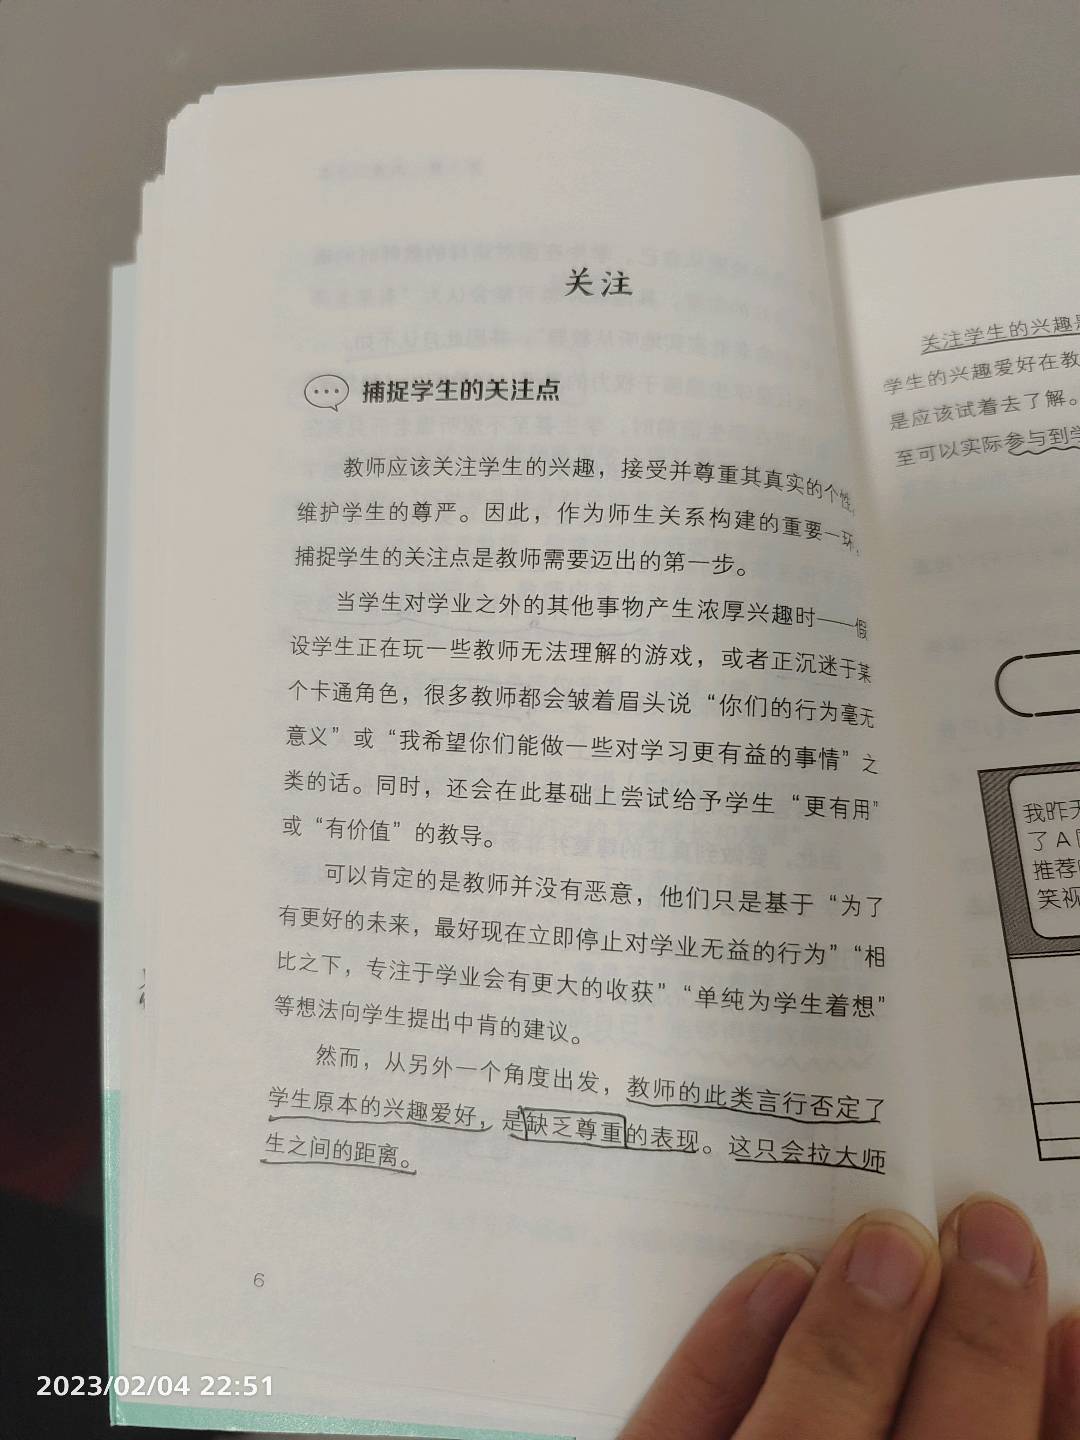 关注
捕捉学生的关注点
教师应该关注学生的兴趣，接受并尊重其真实的个性，
维护学生的尊严。因此，作为师生关系构建的重要一环，
捕捉学生的关注点是教师需要迈出的第一步。
当学生对学业之外的其他事物产生浓厚兴趣时——假
设学生正在玩一些教师无法理解的游戏，或者正沉迷于某
个卡通角色，很多教师都会皱着眉头说“你们的行为毫无
意义”或“我希望你们能做一些对学习更有益的事情”之
类的话。同时，还会在此基础上尝试给予学生“更有用”
或“有价值”的教导。
可以肯定的是教师并没有恶意，他们只是基于“为了
有更好的未来，最好现在立即停止对学业无益的行为”“相
比之下，专注于学业会有更大的收获”“单纯为学生着想”
等想法向学生提出中肯的建议。
然而，从另外一个角度出发，教师的此类言行否定了
学生原本的兴趣爱好，是缺乏尊重的表现。这只会拉大师
生之间的距离。
6
关注学生的兴趣
学生的兴趣爱好在教
是应该试着去了解。
至可以实际参与到学
我昨天
了A
推荐
笑视
2023/02/04 22:51